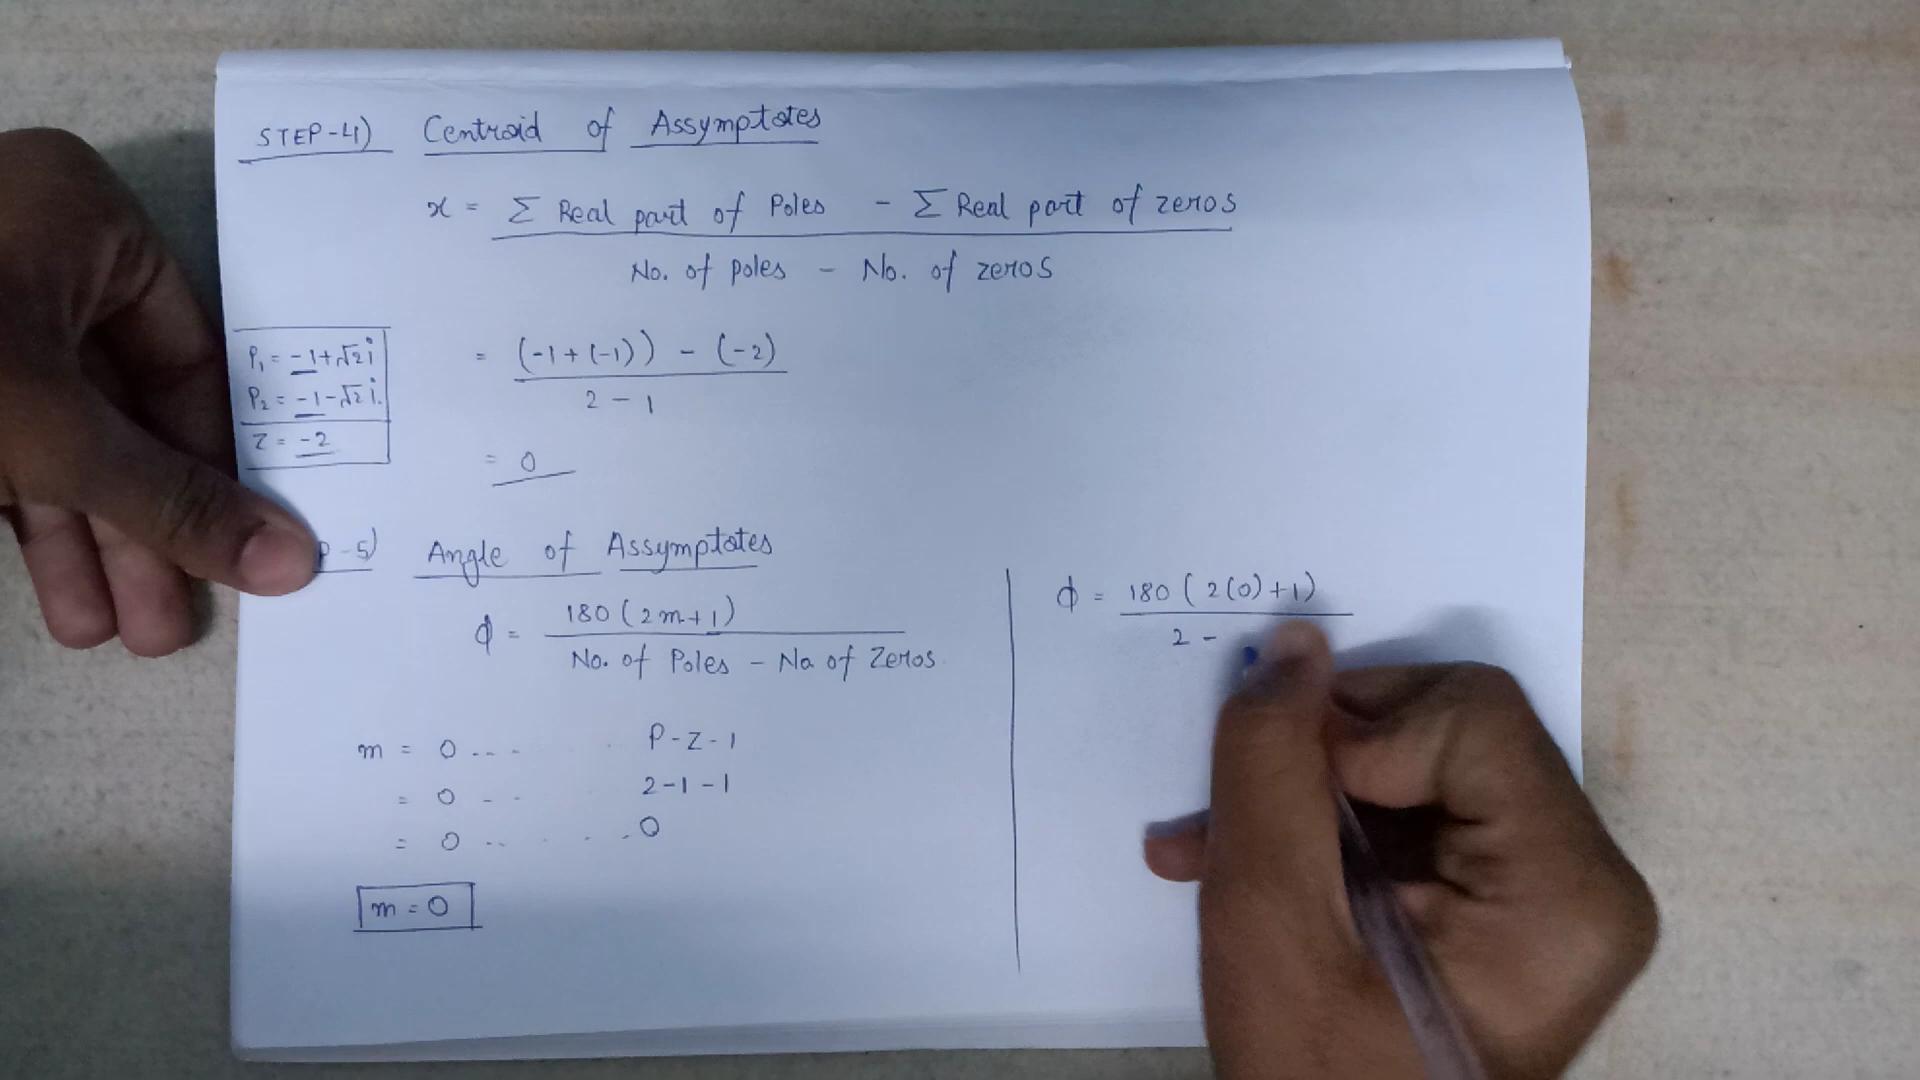 STEP-4) Centroid of Assymptotes
x = Σ Real part of Poles - Σ Real part of zeros
No. of poles - No. of zeros
P₁ = -1+√2i
P₂ = -1-√2i.
Z = -2
= (-1+(-1)) - (-2)
2 - 1
= 0
P-5) Angle of Assymptotes
ϕ = 180 (2m+1)
No. of Poles - No. of Zeros
m = 0 ... P-Z-1
= 0 .. 2-1-1
= 0 ..... 0
m = 0
ϕ = 180 (2(0)+1)
2 -